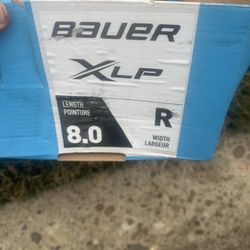 BAUER
XLP
LENGTH
POINTURE
8.0
R
WIDTH
LARGEUR